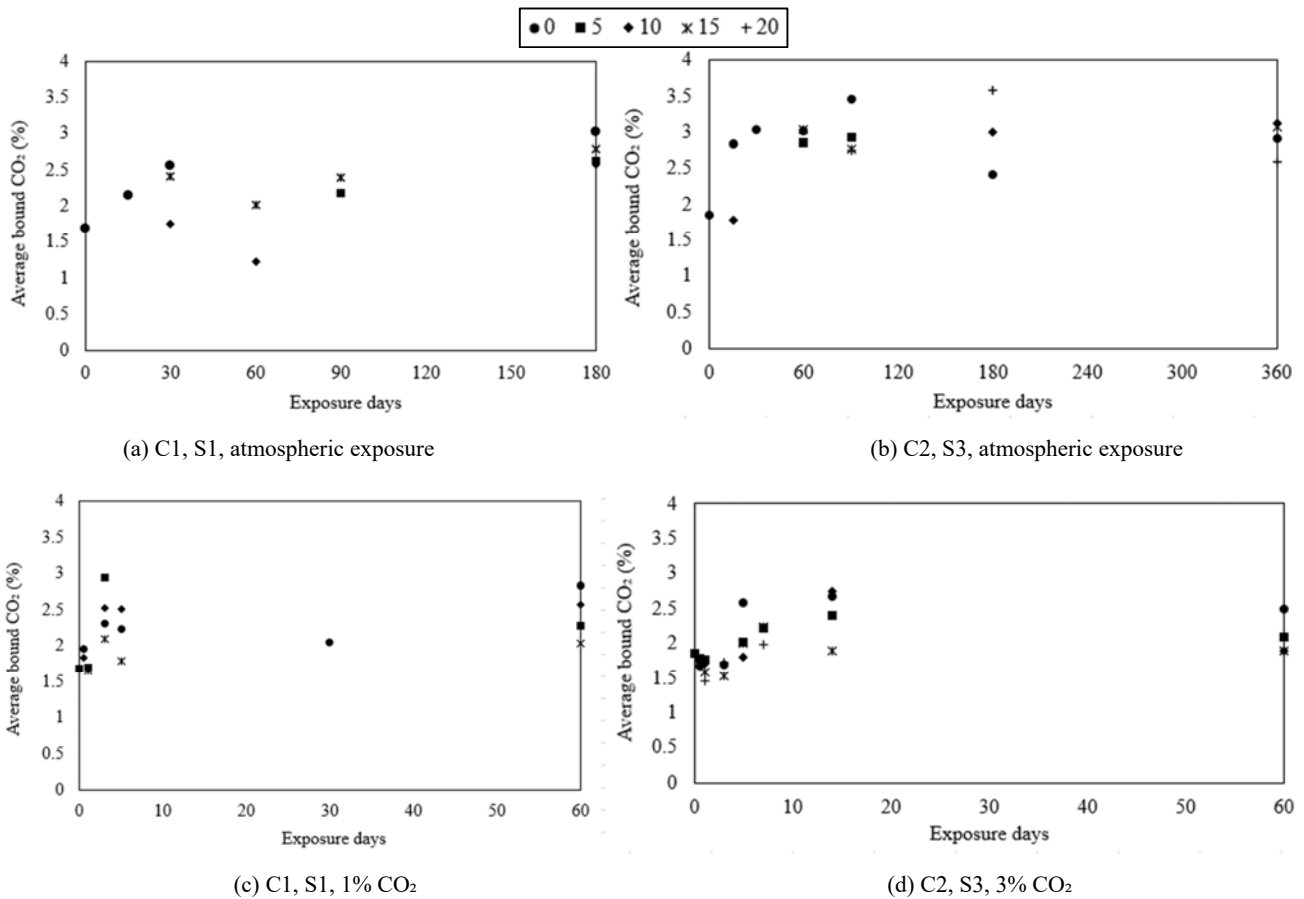 ● 0 ■ 5 ◆ 10 ✳ 15 + 20
4
3.5
3
2.5
2
1.5
1
0.5
0
Average bound CO₂ (%)
0 30 60 90 120 150 180
Exposure days
(a) C1, S1, atmospheric exposure
4
3.5
3
2.5
2
1.5
1
0.5
0
Average bound CO₂ (%)
0 60 120 180 240 300 360
Exposure days
(b) C2, S3, atmospheric exposure
4
3.5
3
2.5
2
1.5
1
0.5
0
Average bound CO₂ (%)
0 10 20 30 40 50 60
Exposure days
(c) C1, S1, 1% CO₂
4
3.5
3
2.5
2
1.5
1
0.5
0
Average bound CO₂ (%)
0 10 20 30 40 50 60
Exposure days
(d) C2, S3, 3% CO₂